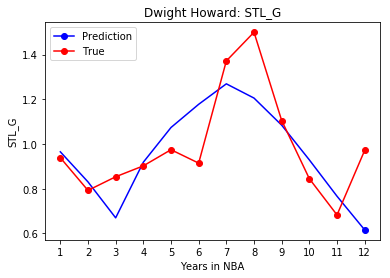 Dwight Howard: STL_G
Prediction
True
STL_G
1.4
1.2
1.0
0.8
0.6
1 2 3 4 5 6 7 8 9 10 11 12
Years in NBA